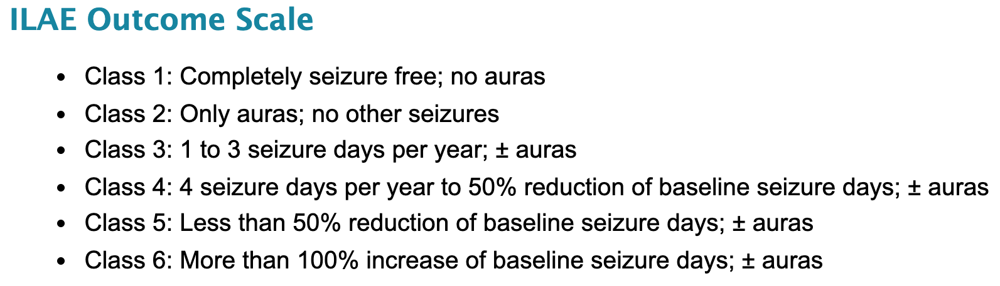 ILAE Outcome Scale
• Class 1: Completely seizure free; no auras
• Class 2: Only auras; no other seizures
• Class 3: 1 to 3 seizure days per year; ± auras
• Class 4: 4 seizure days per year to 50% reduction of baseline seizure days; ± auras
• Class 5: Less than 50% reduction of baseline seizure days; ± auras
• Class 6: More than 100% increase of baseline seizure days; ± auras